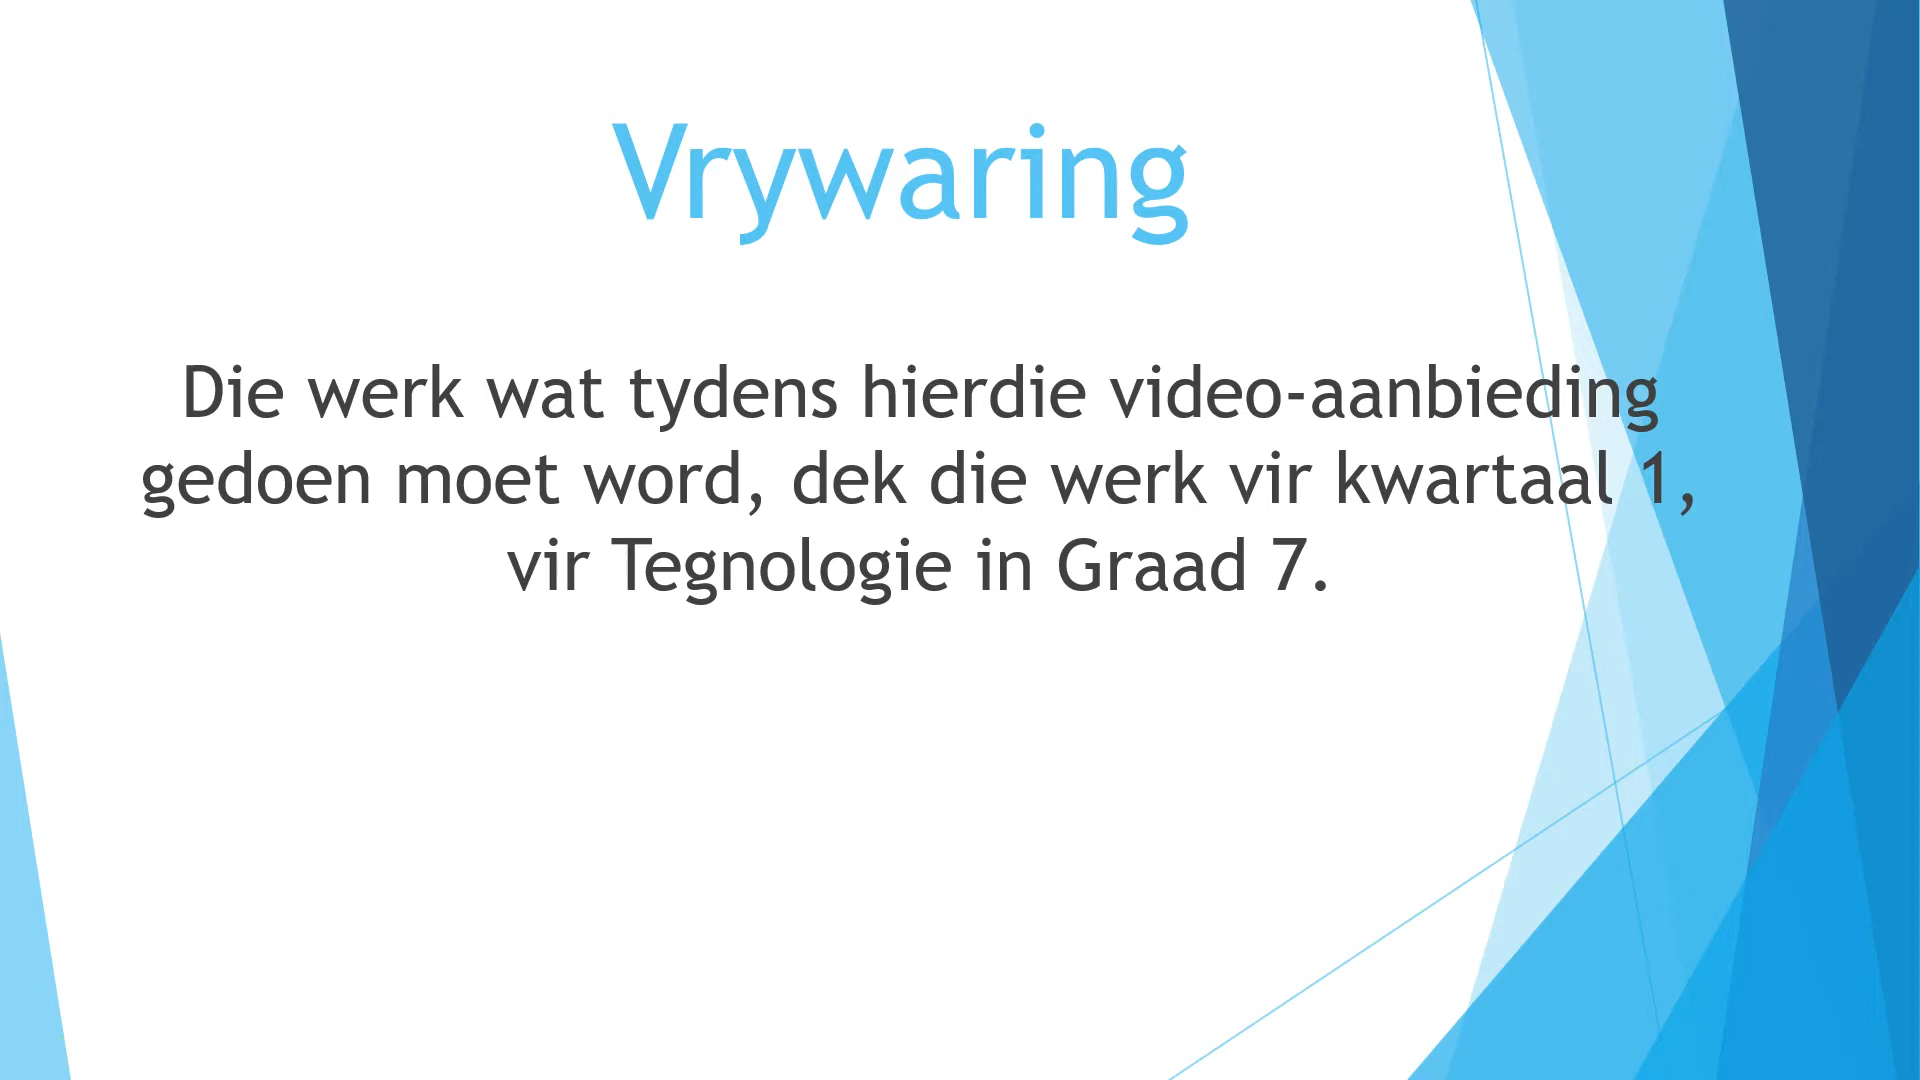 Vrywaring
Die werk wat tydens hierdie video-aanbieding
gedoen moet word, dek die werk vir kwartaal 1,
vir Tegnologie in Graad 7.